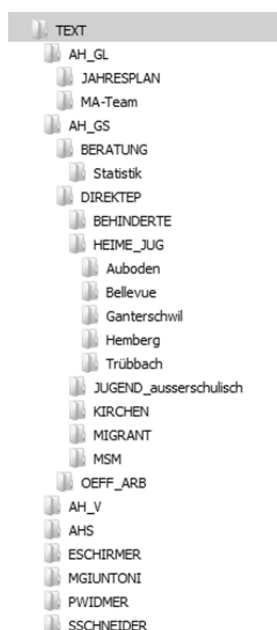 TEXT
AH_GL
JAHRESPLAN
MA-Team
AH_GS
BERATUNG
Statistik
DIREKTEP
BEHINDERTE
HEIME_JUG
Auboden
Bellevue
Ganterschwil
Hemberg
Trübbach
JUGEND_ausserschulisch
KIRCHEN
MIGRANT
MSM
OEFF_ARB
AH_V
AHS
ESCHIRMER
MGIUNTONI
PWIDMER
SSCHNEIDER